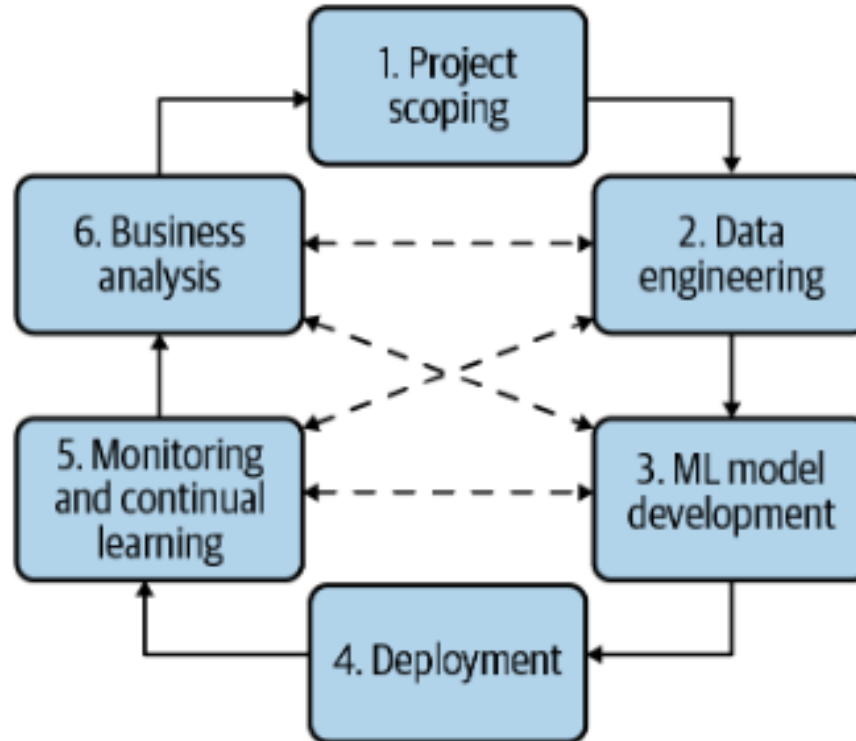 1. Project
scoping
6. Business
analysis
2. Data
engineering
5. Monitoring
and continual
learning
3. ML model
development
4. Deployment